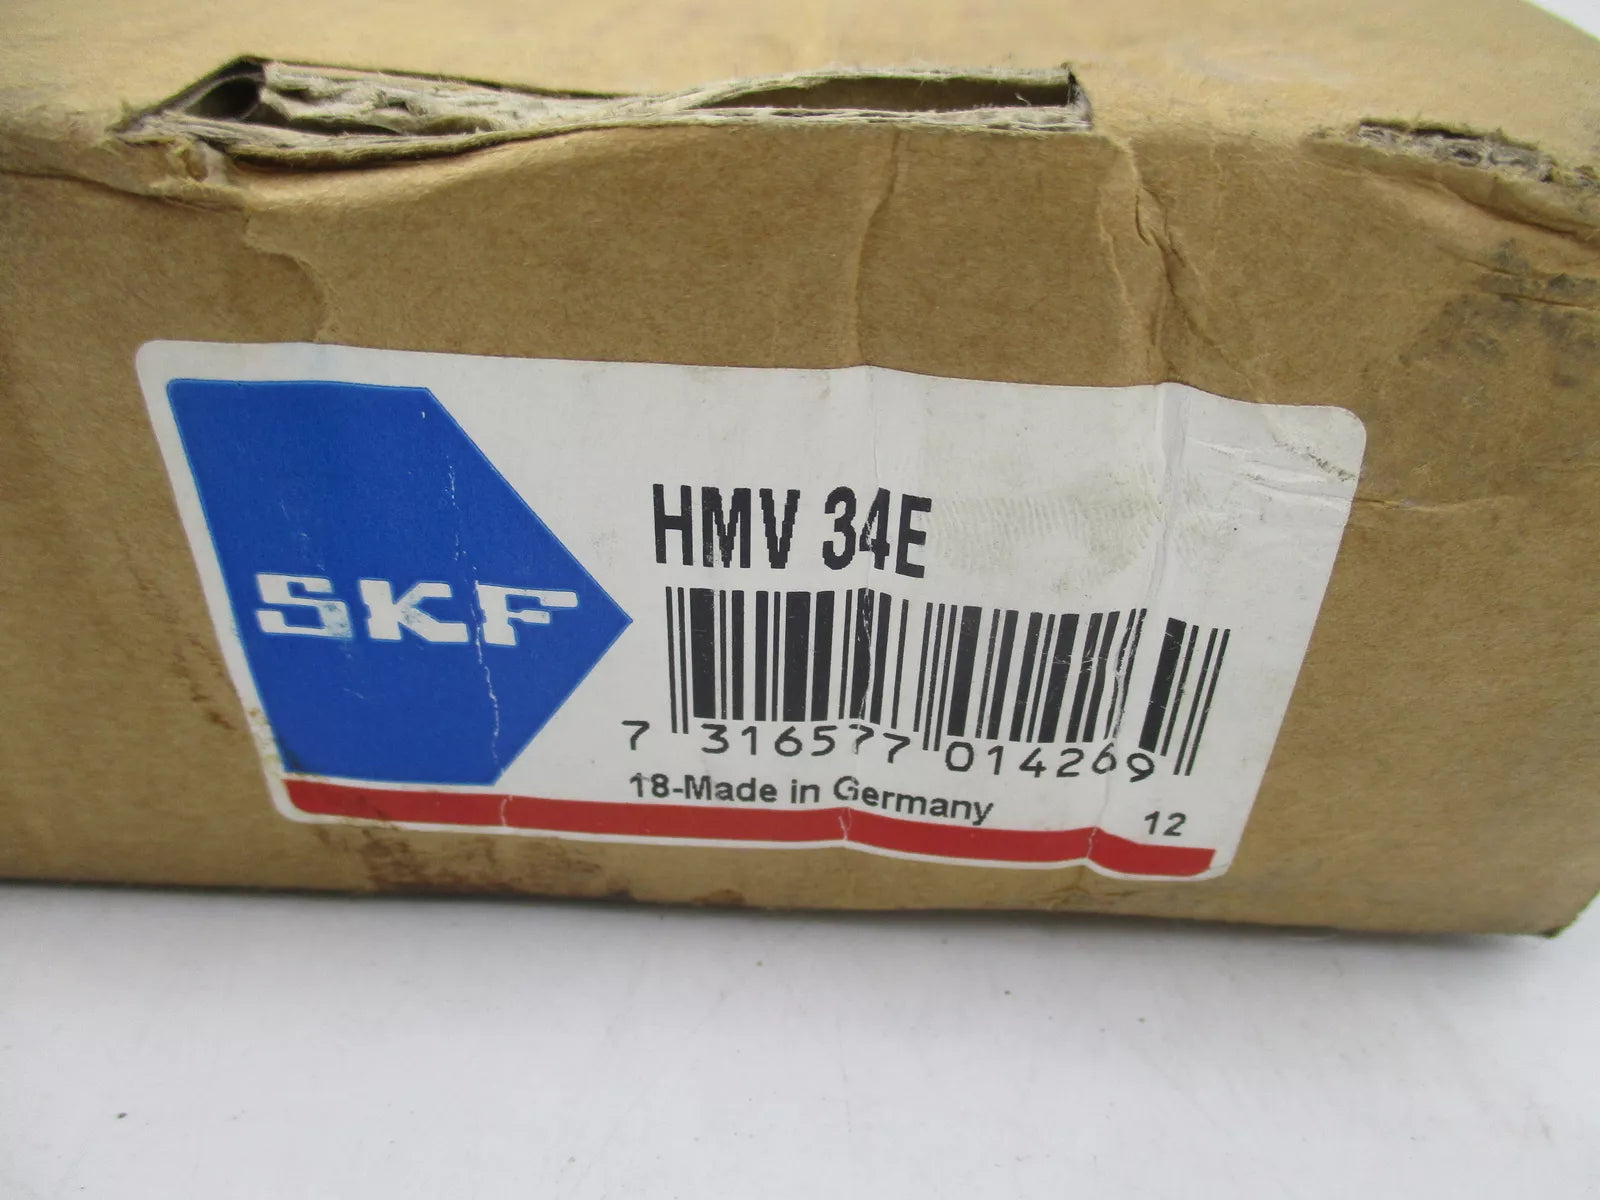 SKF
HMV 34E
7 316577 014269
18-Made in Germany
12